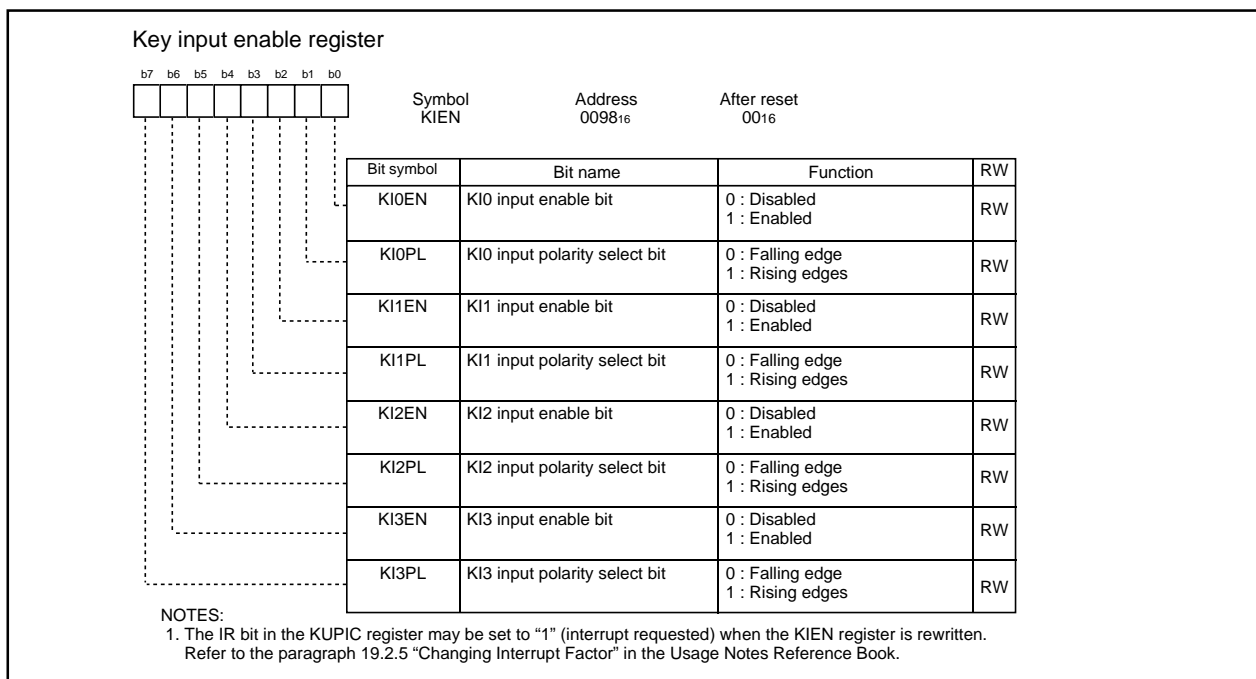 Key input enable register
b7 b6 b5 b4 b3 b2 b1 b0
Symbol Address After reset
KIEN 009816 0016
Bit symbol Bit name Function RW
KI0EN KI0 input enable bit 0 : Disabled
1 : Enabled RW
KI0PL KI0 input polarity select bit 0 : Falling edge
1 : Rising edges RW
KI1EN KI1 input enable bit 0 : Disabled
1 : Enabled RW
KI1PL KI1 input polarity select bit 0 : Falling edge
1 : Rising edges RW
KI2EN KI2 input enable bit 0 : Disabled
1 : Enabled RW
KI2PL KI2 input polarity select bit 0 : Falling edge
1 : Rising edges RW
KI3EN KI3 input enable bit 0 : Disabled
1 : Enabled RW
KI3PL KI3 input polarity select bit 0 : Falling edge
1 : Rising edges RW
NOTES:
1. The IR bit in the KUPIC register may be set to “1” (interrupt requested) when the KIEN register is rewritten.
Refer to the paragraph 19.2.5 “Changing Interrupt Factor” in the Usage Notes Reference Book.